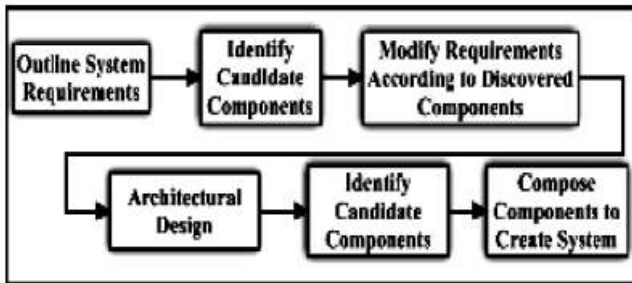 Outline System
Requirements
Identify
Candidate
Components
Modify Requirements
According to Discovered
Components
Architectural
Design
Identify
Candidate
Components
Compose
Components to
Create System